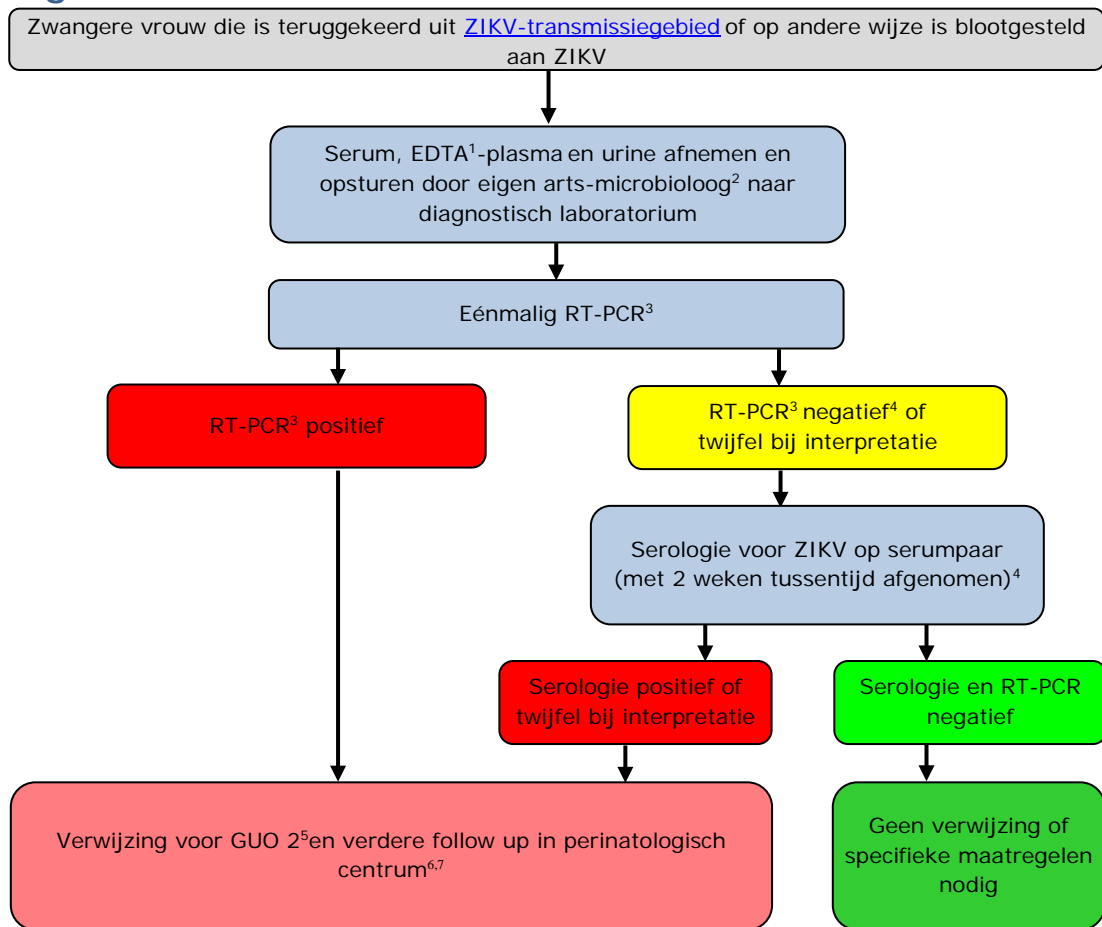 Zwangere vrouw die is teruggekeerd uit ZIKV-transmissiegebied of op andere wijze is blootgesteld
aan ZIKV
Serum, EDTA¹-plasma en urine afnemen en
opsturen door eigen arts-microbioloog² naar
diagnostisch laboratorium
Eénmalig RT-PCR³
RT-PCR³ positief
RT-PCR³ negatief⁴ of
twijfel bij interpretatie
Serologie voor ZIKV op serumpaar
(met 2 weken tussentijd afgenomen)⁴
Serologie positief of
twijfel bij interpretatie
Serologie en RT-PCR
negatief
Verwijzing voor GUO 2⁵en verdere follow up in perinatologisch
centrum⁶,⁷
Geen verwijzing of
specifieke maatregelen
nodig